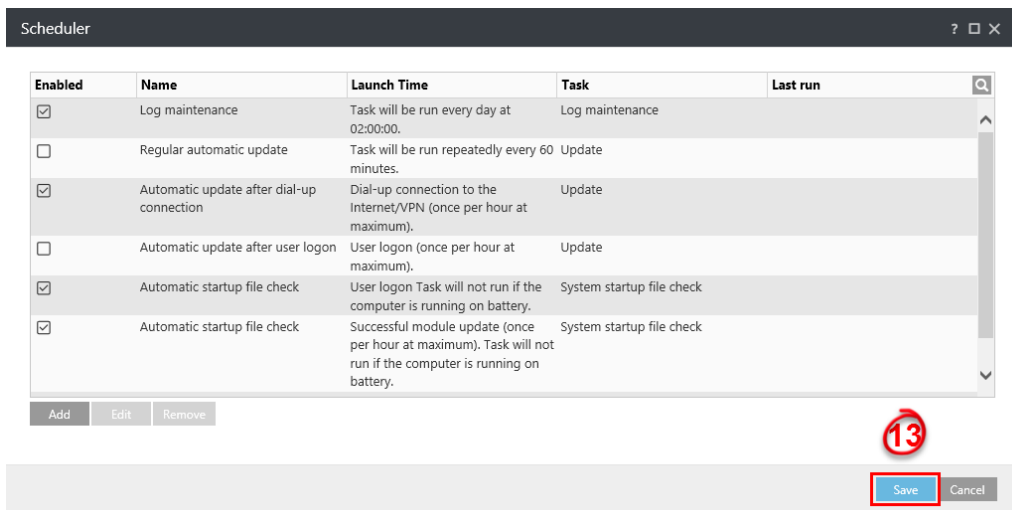 Scheduler
Enabled Name Launch Time Task Last run
Log maintenance Task will be run every day at Log maintenance
02:00:00.
Regular automatic update Task will be run repeatedly every 60 Update
minutes.
Automatic update after dial-up Dial-up connection to the Update
connection Internet/VPN (once per hour at
maximum).
Automatic update after user logon User logon (once per hour at Update
maximum).
Automatic startup file check User logon Task will not run if the System startup file check
computer is running on battery.
Automatic startup file check Successful module update (once System startup file check
per hour at maximum). Task will not
run if the computer is running on
battery.
Add Edit Remove
13
Save Cancel